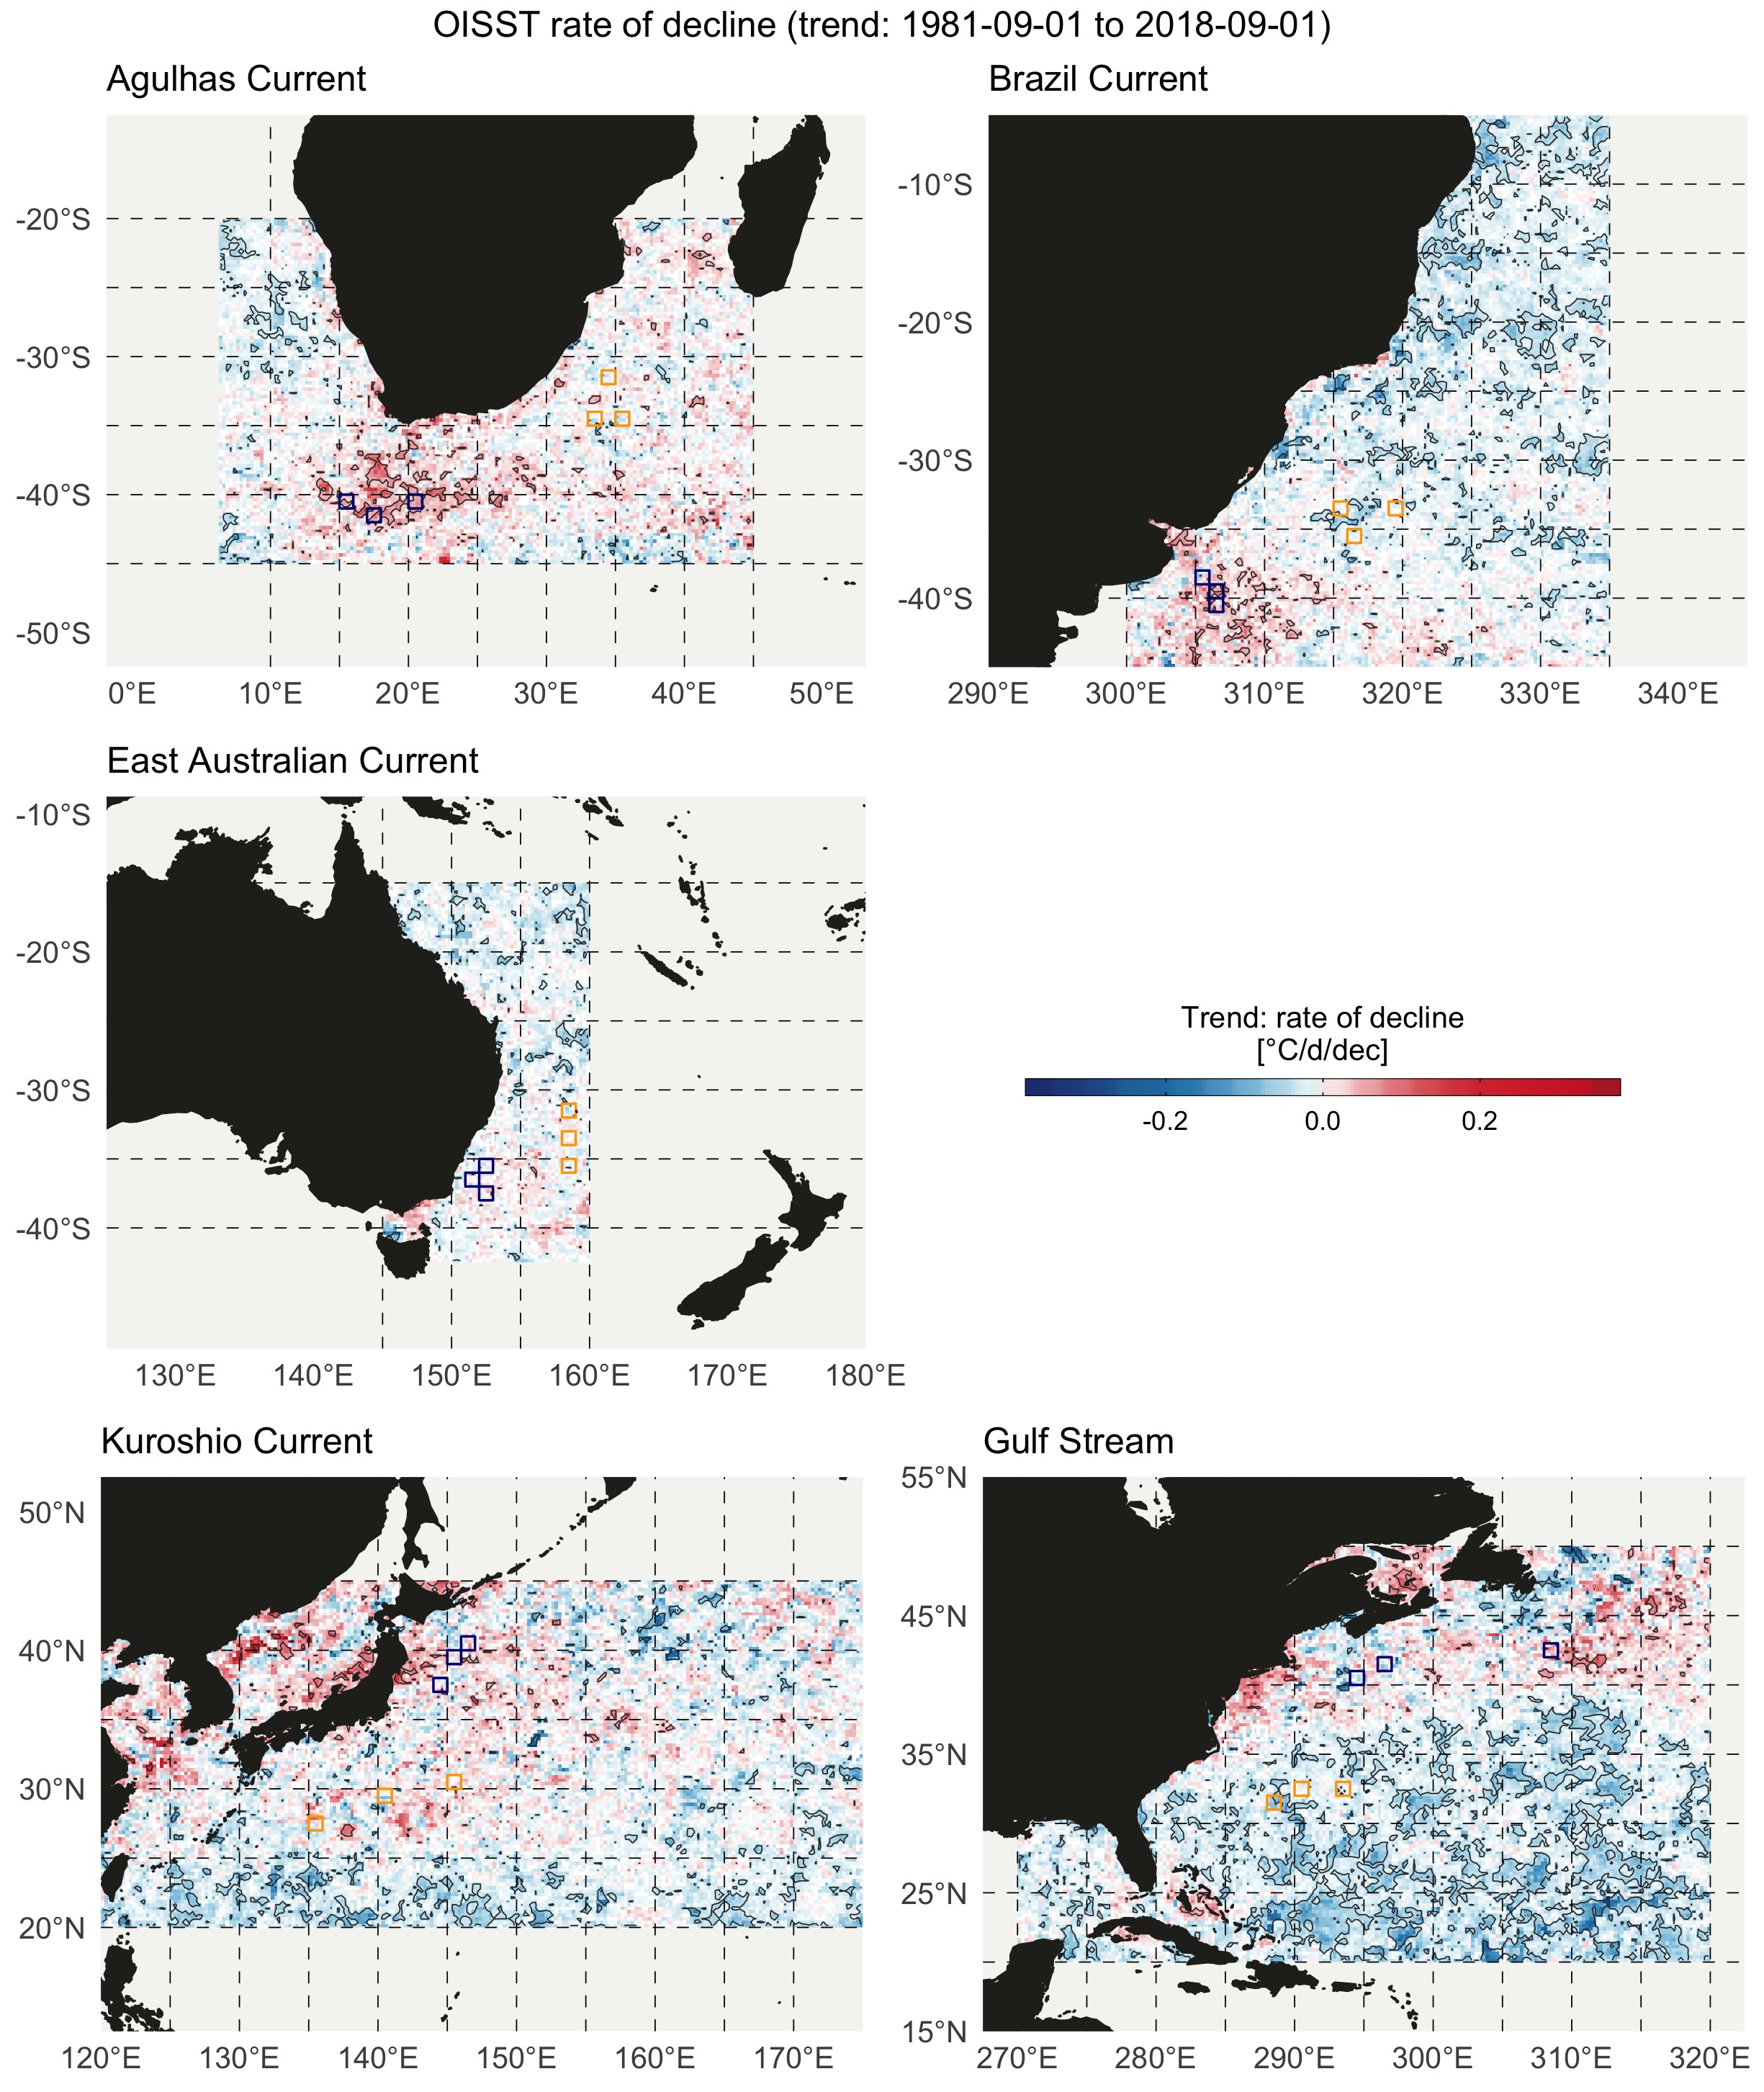 OISST rate of decline (trend: 1981-09-01 to 2018-09-01)
Agulhas Current
-20°S
-30°S
-40°S
-50°S
0°E 10°E 20°E 30°E 40°E 50°E
Brazil Current
-10°S
-20°S
-30°S
-40°S
290°E 300°E 310°E 320°E 330°E 340°E
East Australian Current
-10°S
-20°S
-30°S
-40°S
130°E 140°E 150°E 160°E 170°E 180°E
Trend: rate of decline
[°C/d/dec]
-0.2 0.0 0.2
Kuroshio Current
50°N
40°N
30°N
20°N
120°E 130°E 140°E 150°E 160°E 170°E
Gulf Stream
55°N
45°N
35°N
25°N
15°N
270°E 280°E 290°E 300°E 310°E 320°E